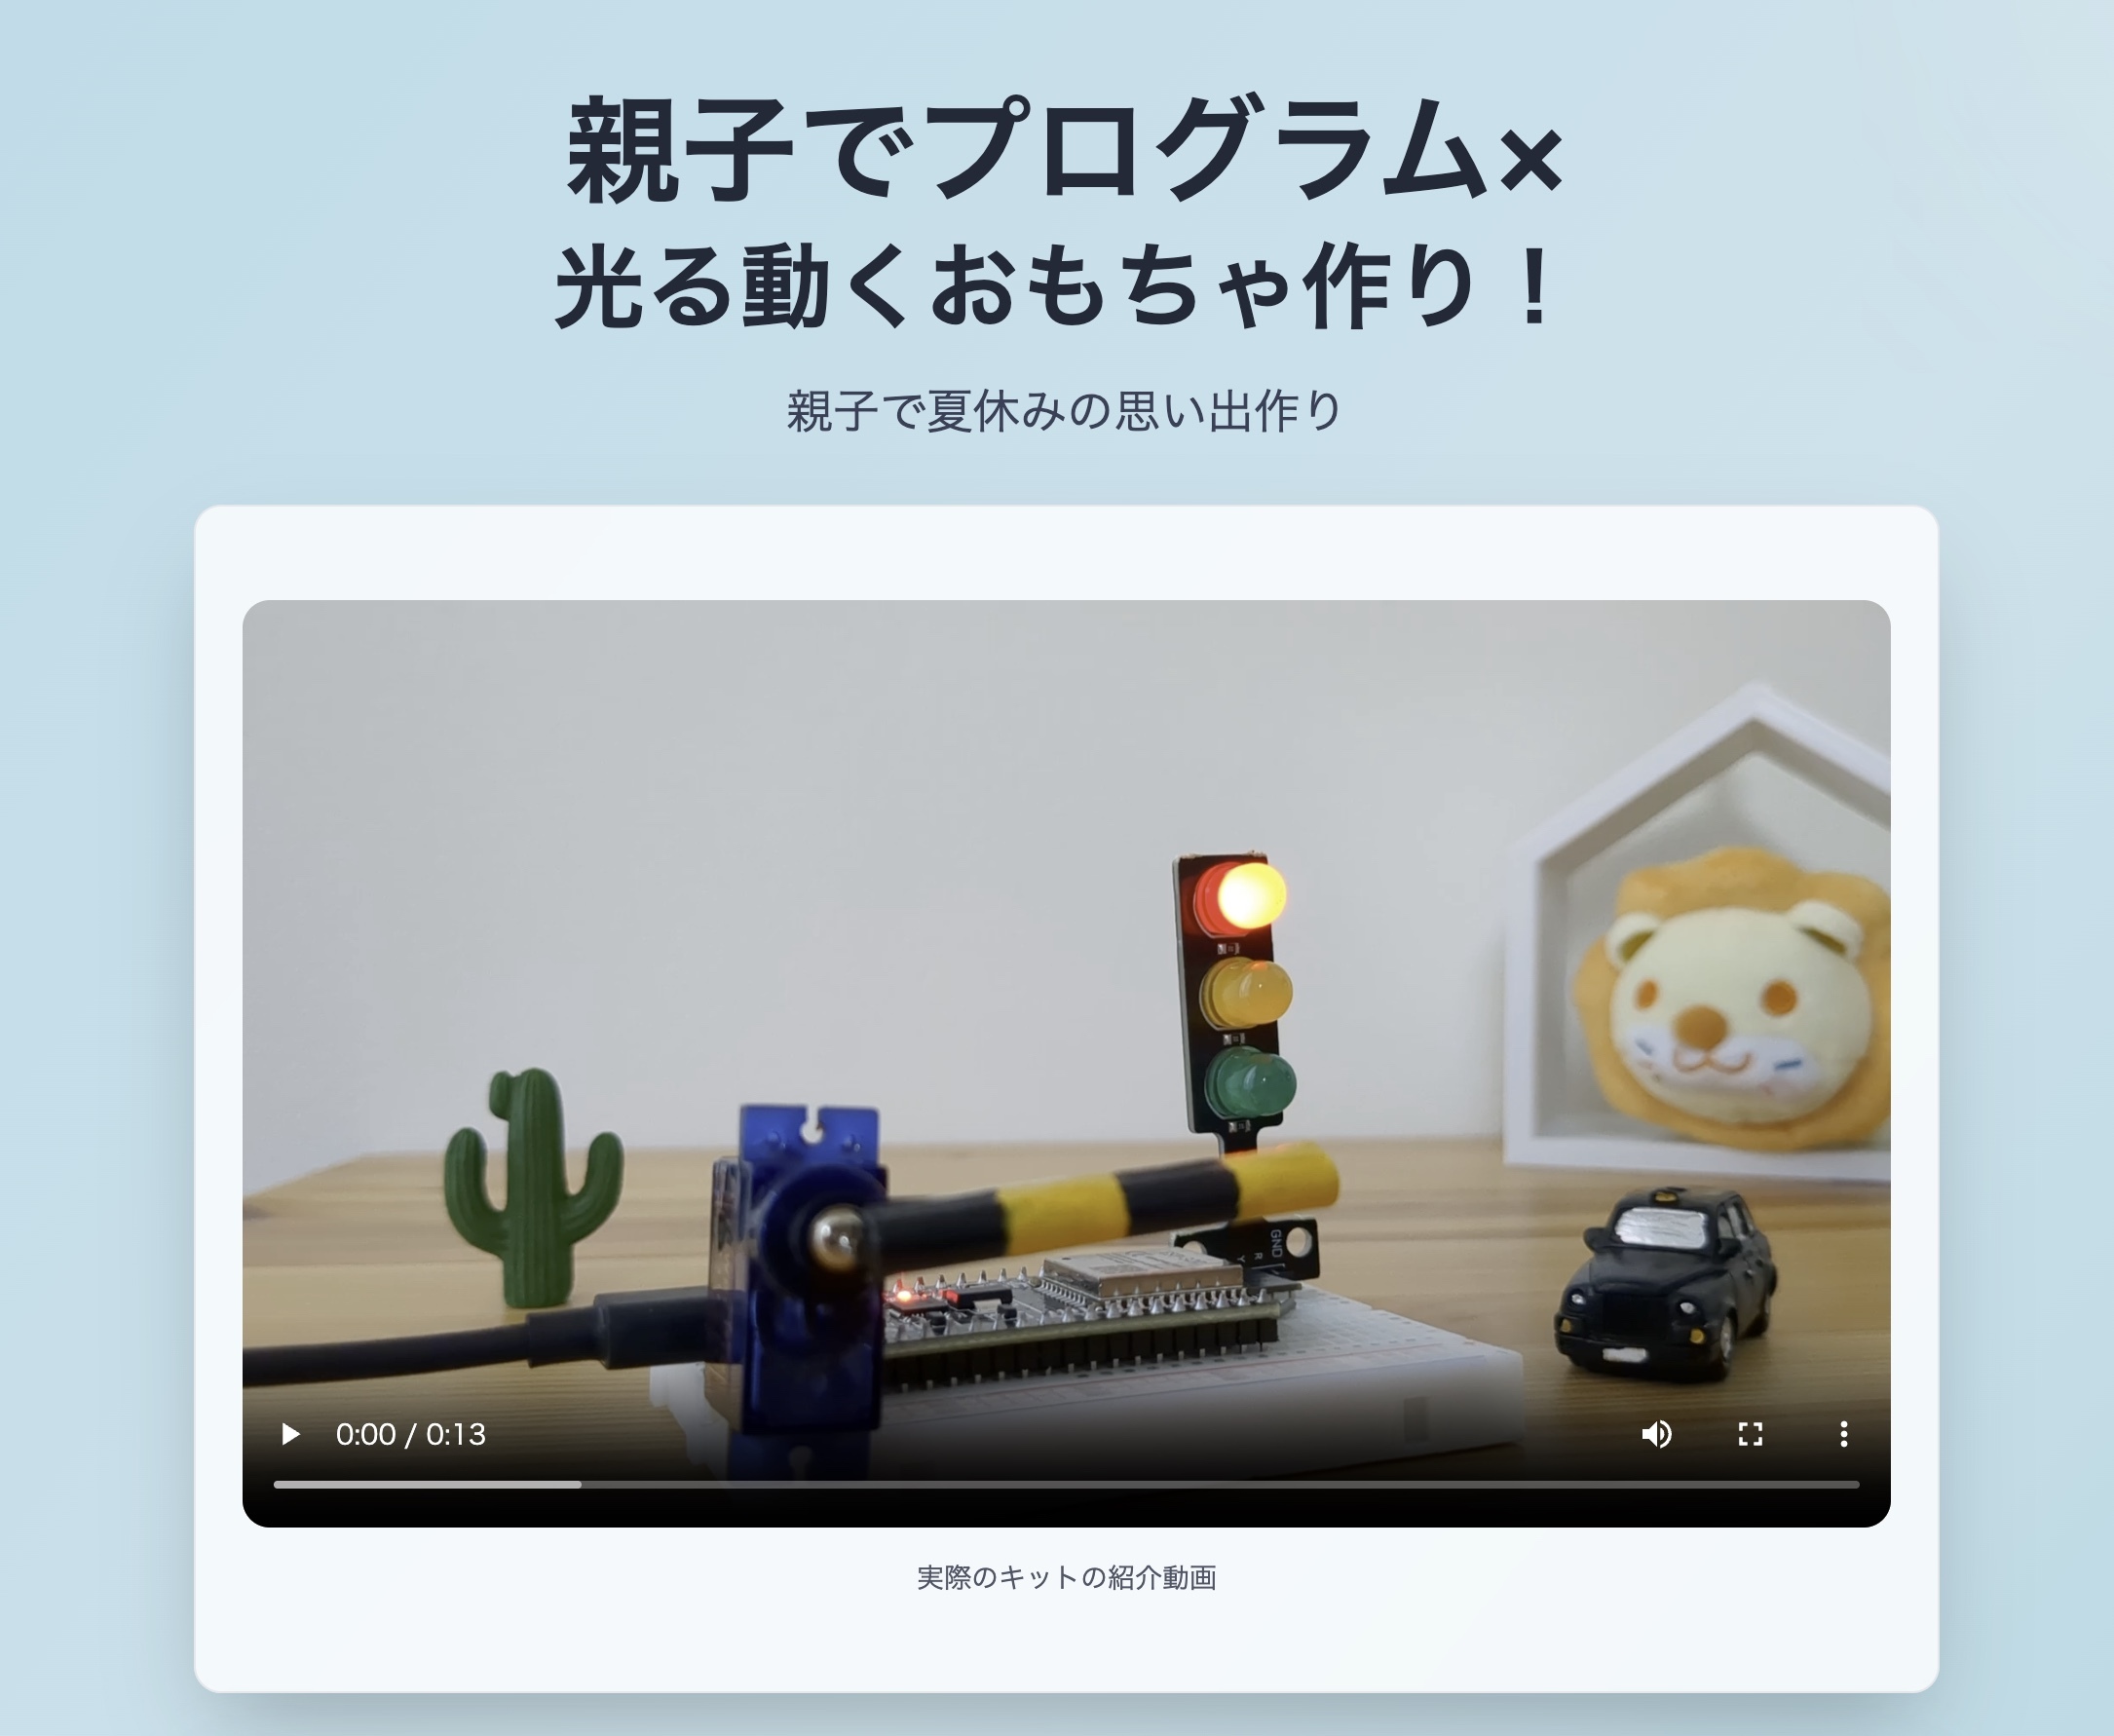 親子でプログラム×
光る動くおもちゃ作り！
親子で夏休みの思い出作り
GND
R
Y
0:00 / 0:13
実際のキットの紹介動画